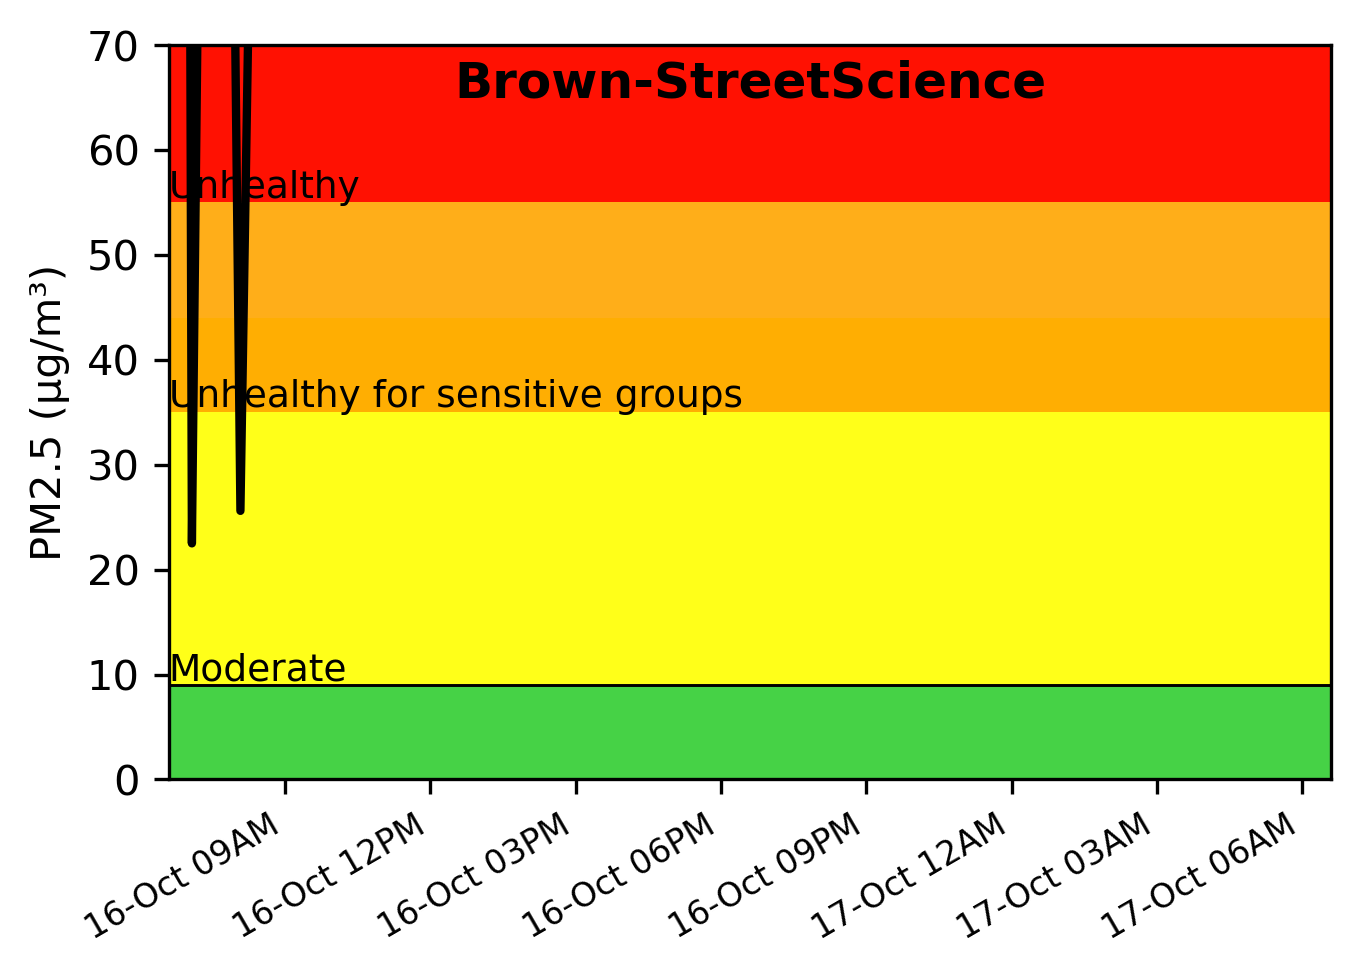 Brown-StreetScience
70
60
50
40
30
20
10
0
PM2.5 (µg/m³)
Unhealthy
Unhealthy for sensitive groups
Moderate
16-Oct 09AM
16-Oct 12PM
16-Oct 03PM
16-Oct 06PM
16-Oct 09PM
17-Oct 12AM
17-Oct 03AM
17-Oct 06AM